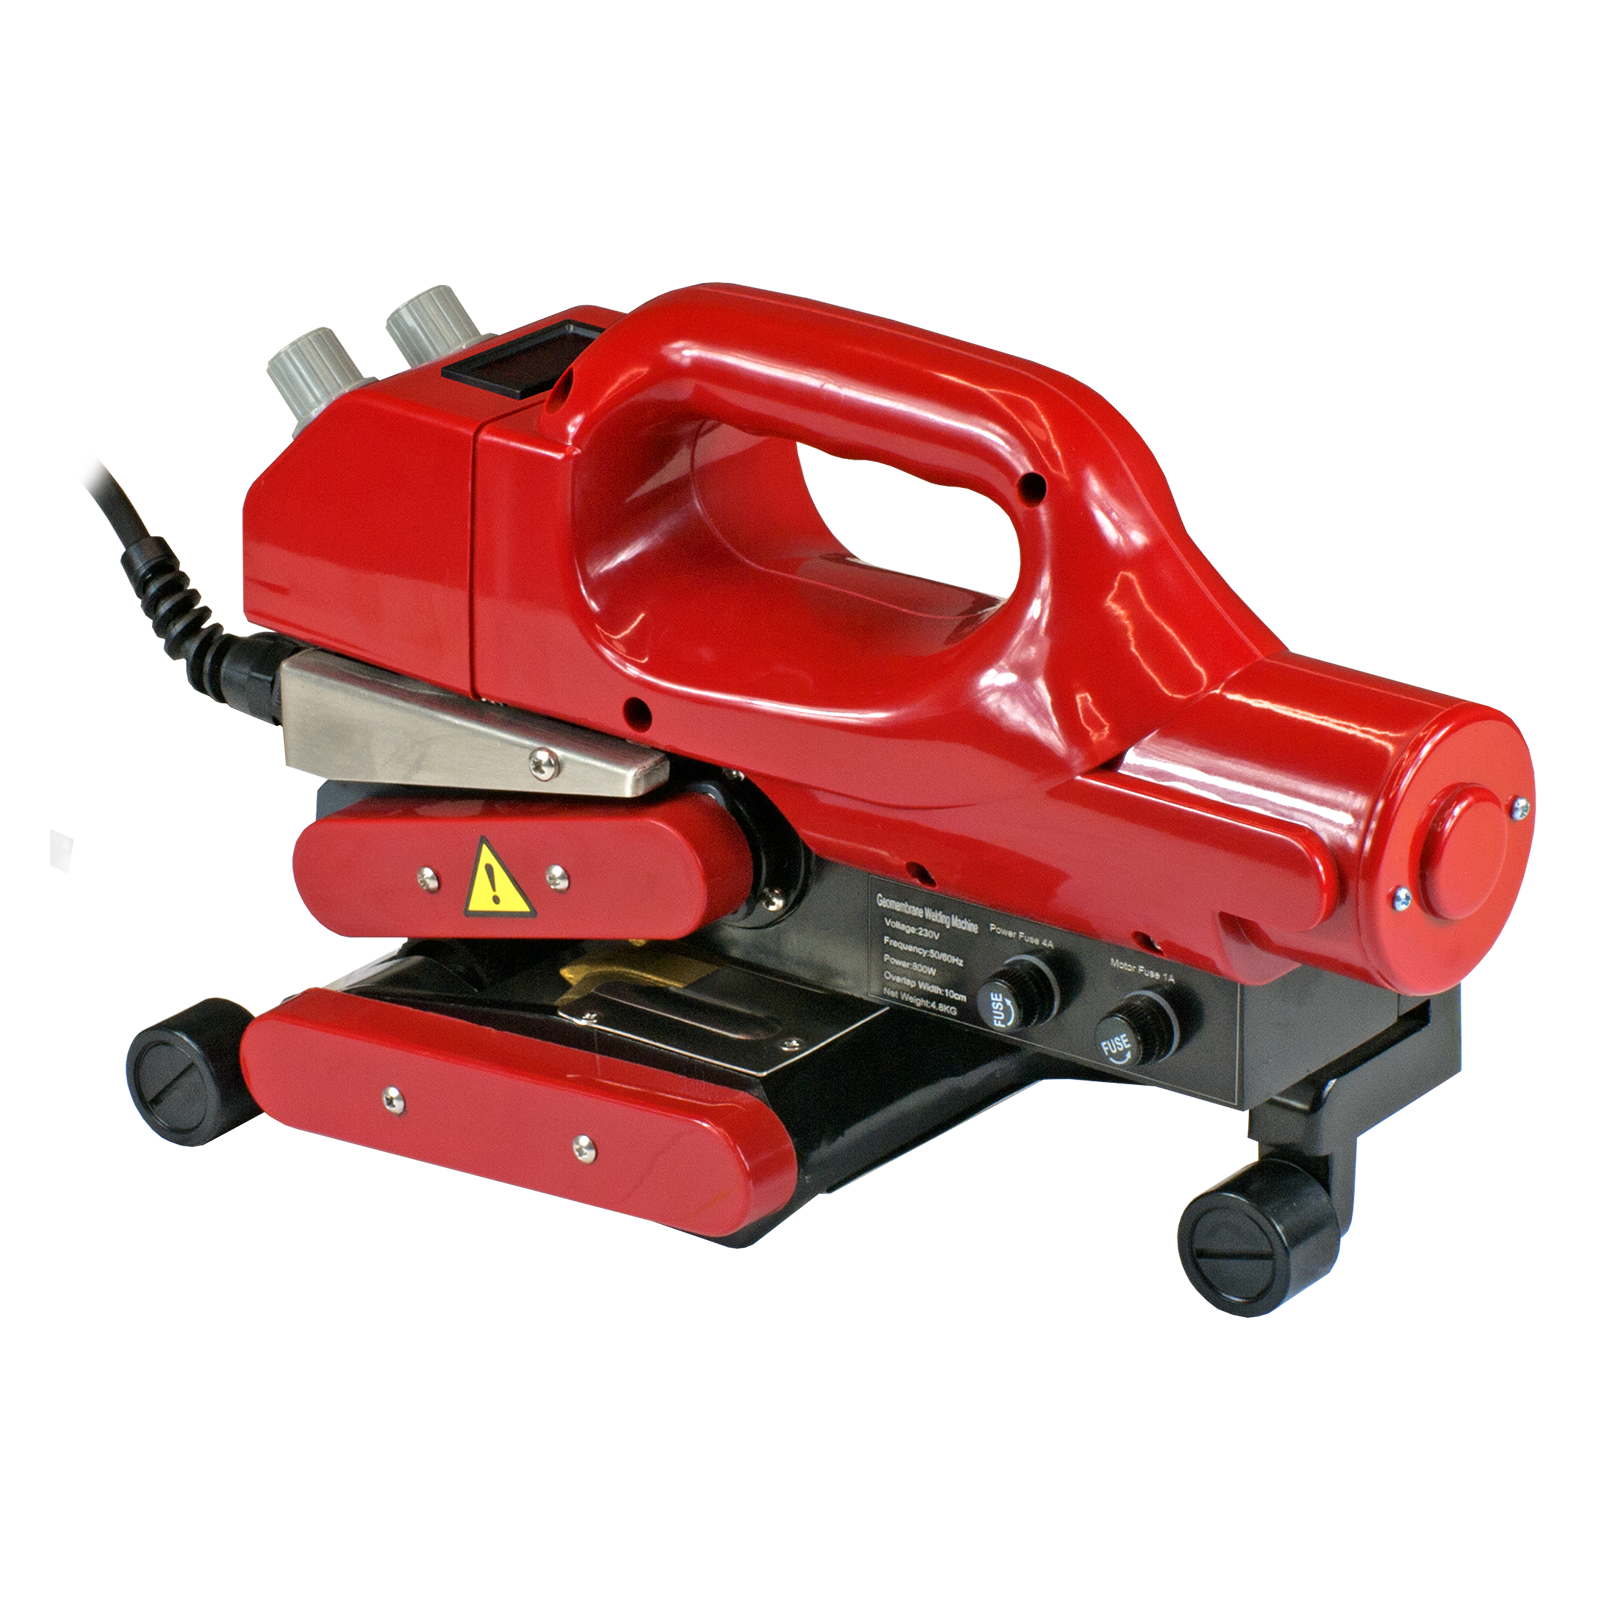 Geomembrane Welding Machine
Voltage:230V
Frequency:50/60Hz
Power:800W
Overlap Width:10cm
Net Weight:4.8KG
Power Fuse 4A
FUSE
Motor Fuse 1A
FUSE